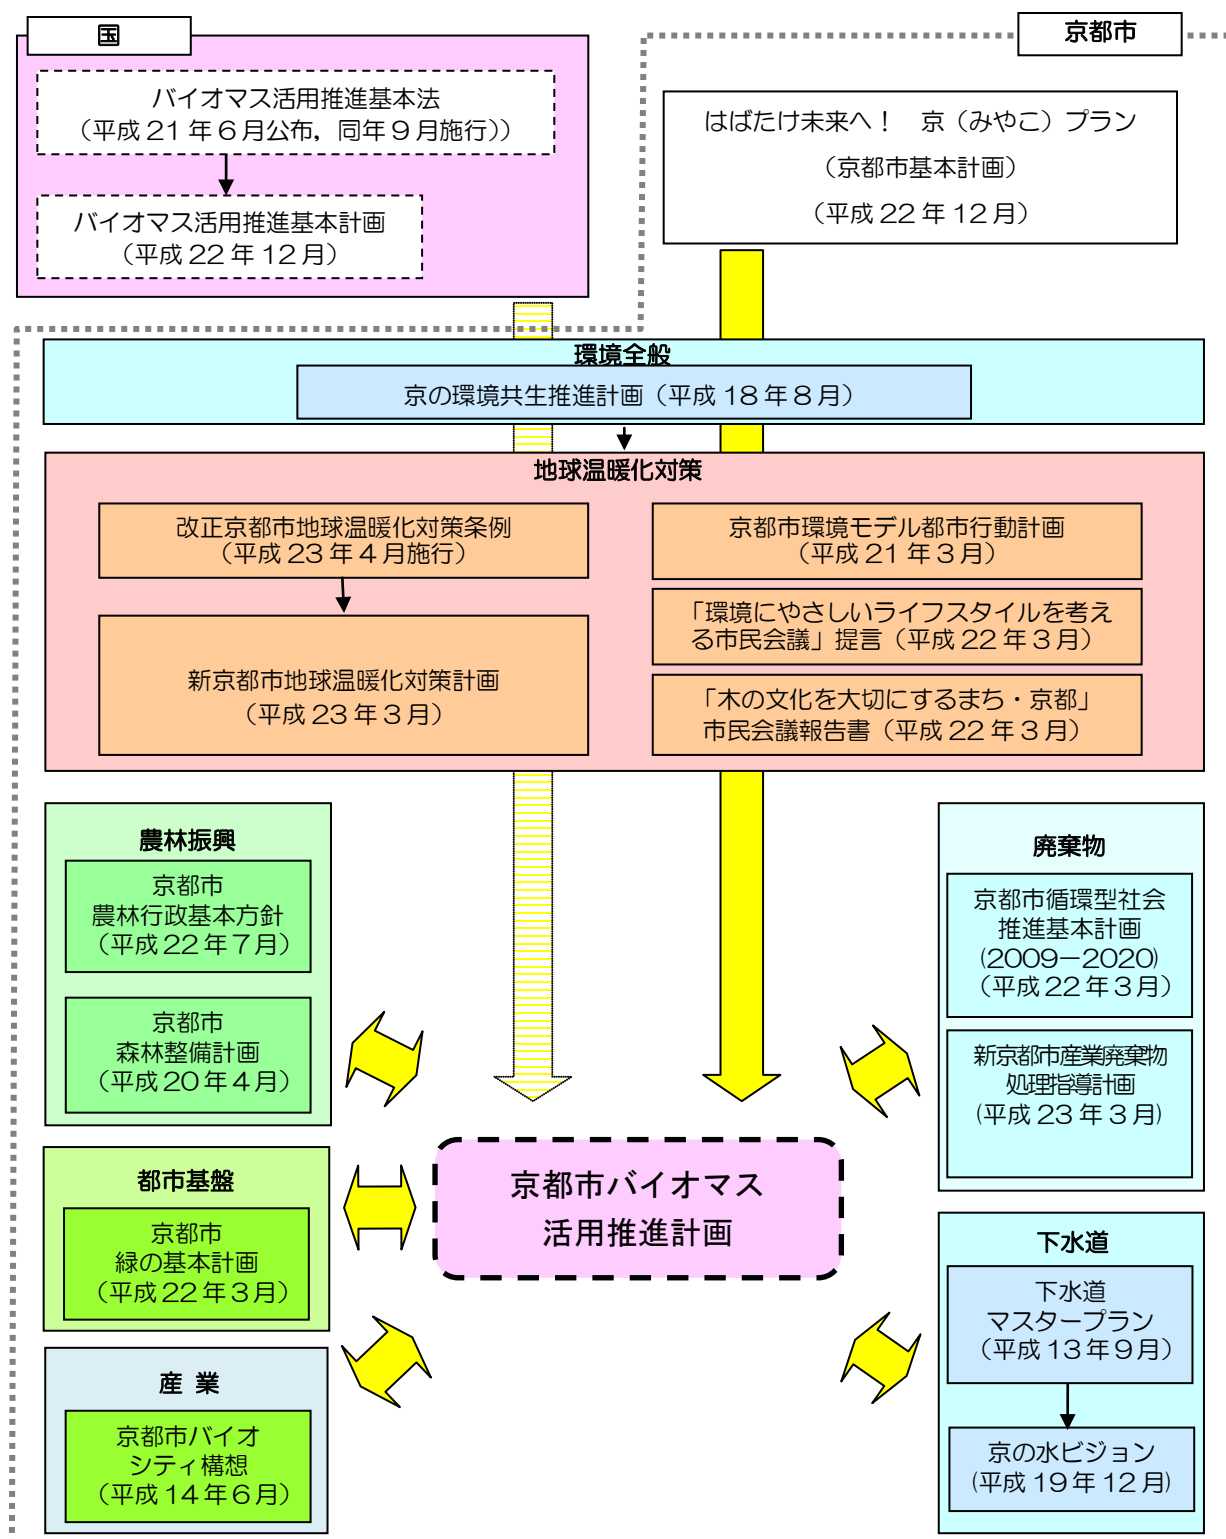 国
京都市
バイオマス活用推進基本法
（平成21年6月公布，同年9月施行））
バイオマス活用推進基本計画
（平成22年12月）
はばたけ未来へ！　京（みやこ）プラン
（京都市基本計画）
（平成22年12月）
環境全般
京の環境共生推進計画（平成18年8月）
地球温暖化対策
改正京都市地球温暖化対策条例
（平成23年4月施行）
新京都市地球温暖化対策計画
（平成23年3月）
京都市環境モデル都市行動計画
（平成21年3月）
「環境にやさしいライフスタイルを考え
る市民会議」提言（平成22年3月）
「木の文化を大切にするまち・京都」
市民会議報告書（平成22年3月）
農林振興
京都市
農林行政基本方針
（平成22年7月）
京都市
森林整備計画
（平成20年4月）
都市基盤
京都市
緑の基本計画
（平成22年3月）
産 業
京都市バイオ
シティ構想
（平成14年6月）
京都市バイオマス
活用推進計画
廃棄物
京都市循環型社会
推進基本計画
(2009－2020)
（平成22年3月）
新京都市産業廃棄物
処理指導計画
(平成23年3月)
下水道
下水道
マスタープラン
（平成13年9月）
京の水ビジョン
(平成19年12月)